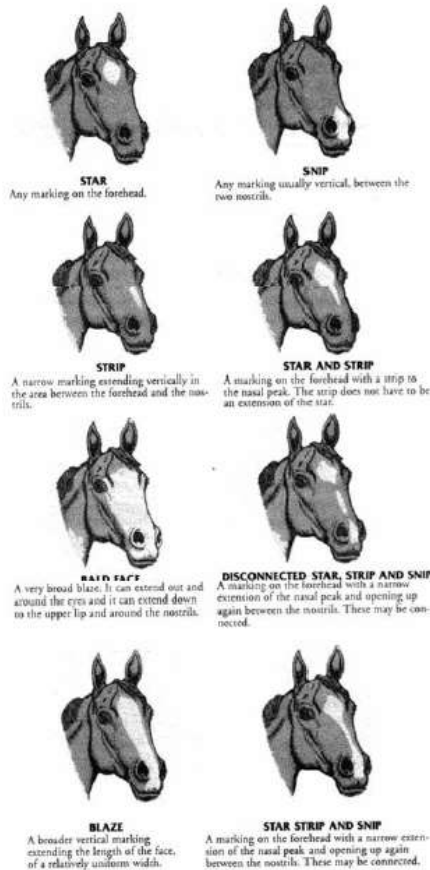 STAR
Any marking on the forehead.
SNIP
Any marking usually vertical, between the
two nostrils.
STRIP
A narrow marking extending vertically in
the area between the forehead and the nos-
trils.
STAR AND STRIP
A marking on the forehead with a strip to
the nasal peak. The strip does not have to be
an extension of the star.
BALD FACE
A very broad blaze. It can extend out and
around the eyes and it can extend down
to the upper lip and around the nostrils.
DISCONNECTED STAR, STRIP AND SNIP
A marking on the forehead with a narrow
extension of the nasal peak and opening up
again between the nostrils. These may be con-
nected.
BLAZE
A broader vertical marking
extending the length of the face,
of a relatively uniform width.
STAR STRIP AND SNIP
A marking on the forehead with a narrow exten-
sion of the nasal peak and opening up again
between the nostrils. These may be connected.